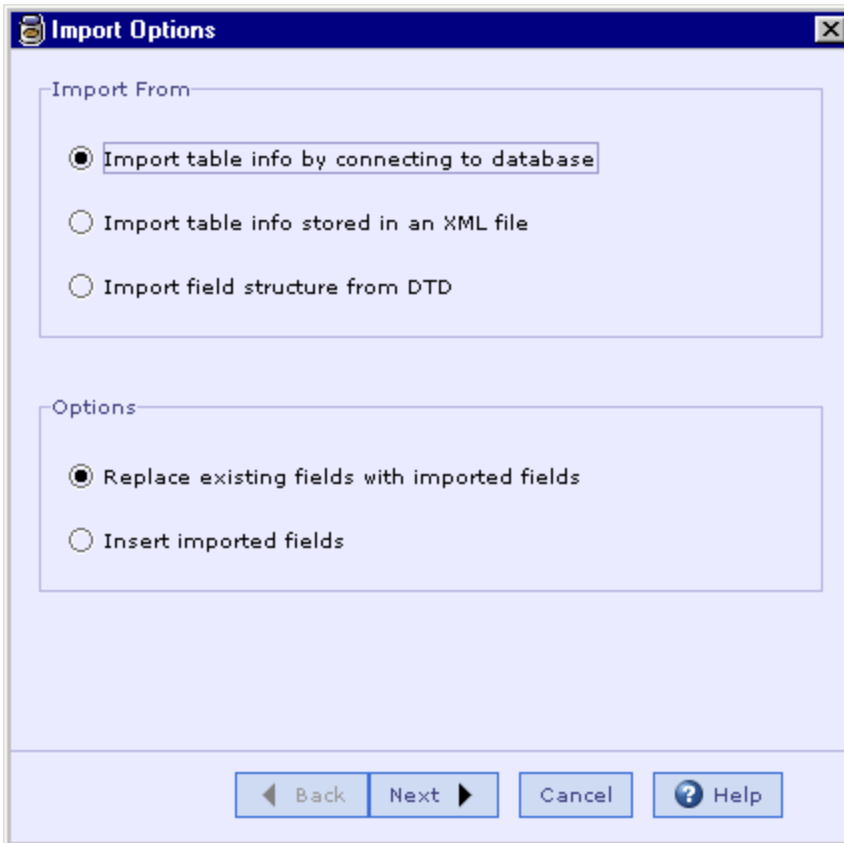 Import Options
Import From
Import table info by connecting to database
Import table info stored in an XML file
Import field structure from DTD
Options
Replace existing fields with imported fields
Insert imported fields
Back Next Cancel ? Help